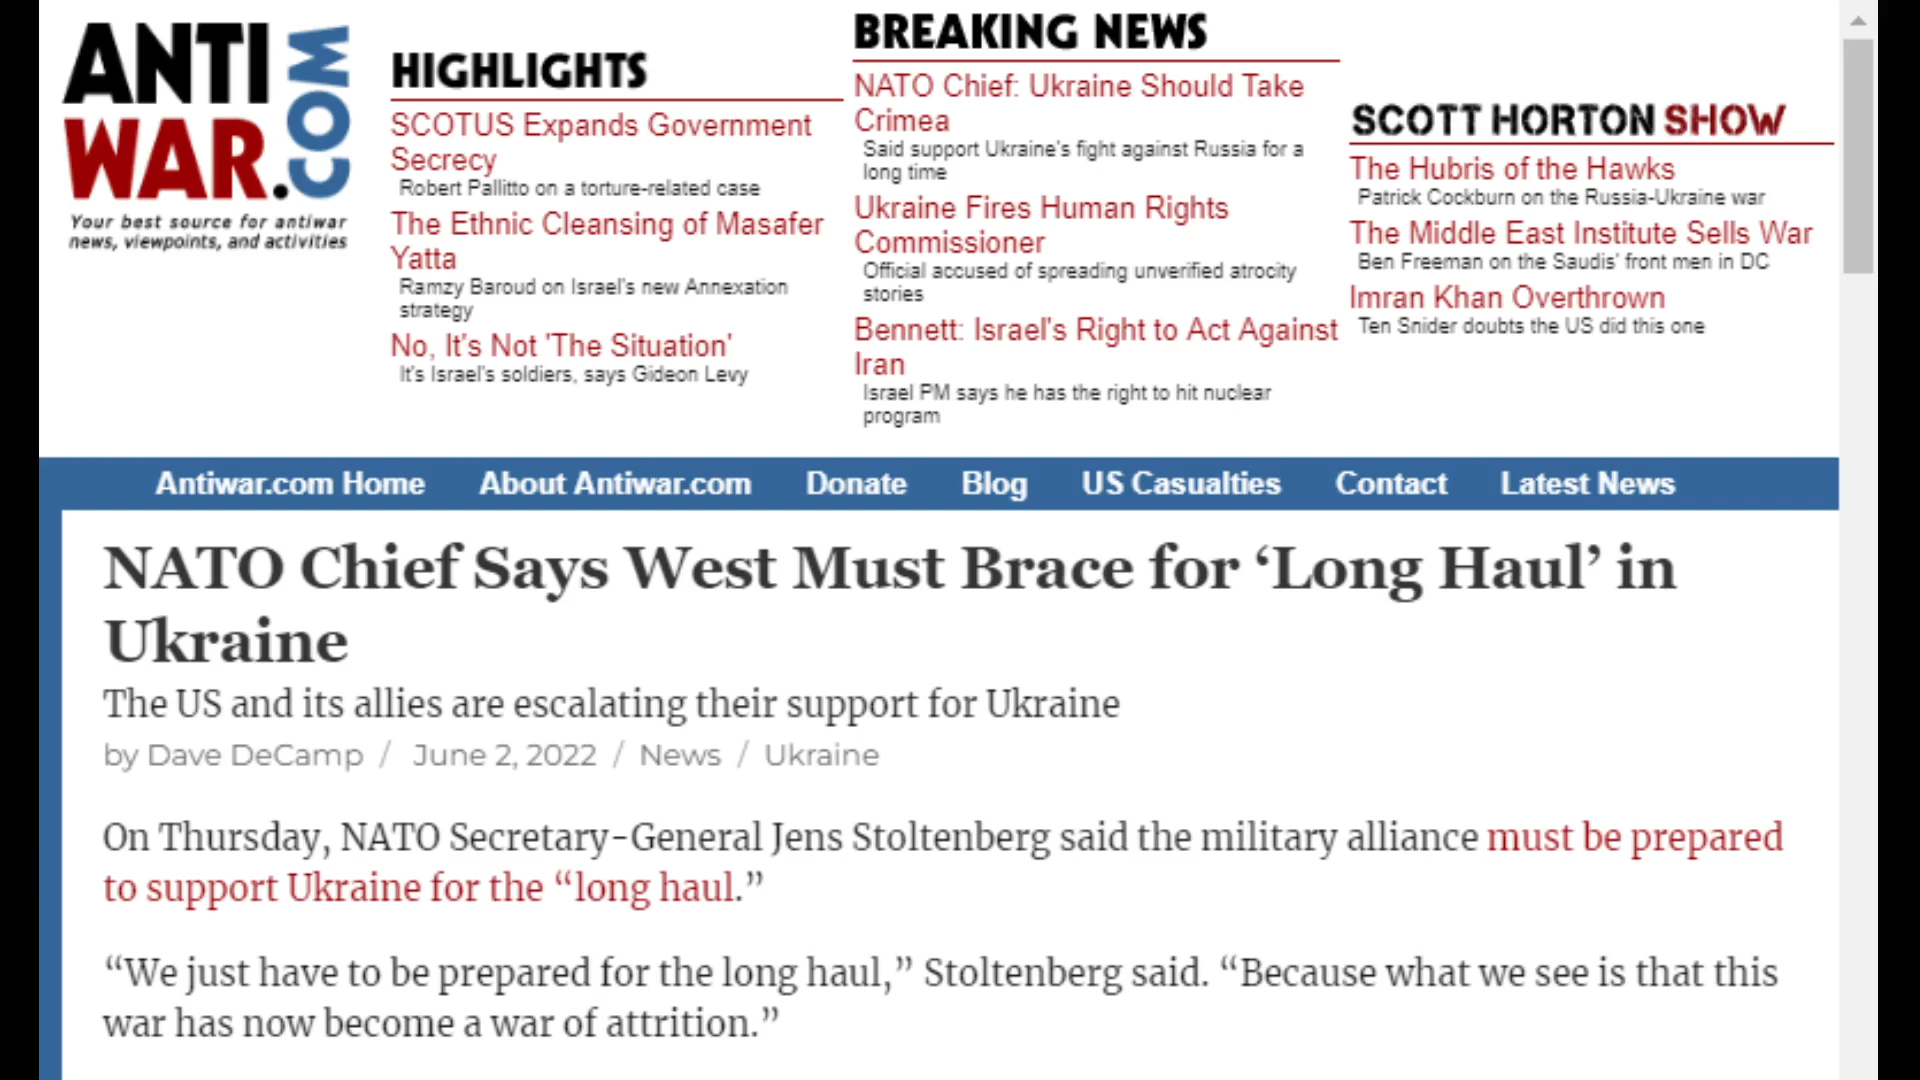 ANTI
WAR.COM
Your best source for antiwar
news, viewpoints, and activities
HIGHLIGHTS
SCOTUS Expands Government
Secrecy
Robert Pallitto on a torture-related case
The Ethnic Cleansing of Masafer
Yatta
Ramzy Baroud on Israel's new Annexation
strategy
No, It's Not 'The Situation'
It's Israel's soldiers, says Gideon Levy
BREAKING NEWS
NATO Chief: Ukraine Should Take
Crimea
Said support Ukraine's fight against Russia for a
long time
Ukraine Fires Human Rights
Commissioner
Official accused of spreading unverified atrocity
stories
Bennett: Israel's Right to Act Against
Iran
Israel PM says he has the right to hit nuclear
program
SCOTT HORTON SHOW
The Hubris of the Hawks
Patrick Cockburn on the Russia-Ukraine war
The Middle East Institute Sells War
Ben Freeman on the Saudis' front men in DC
Imran Khan Overthrown
Ten Snider doubts the US did this one
Antiwar.com Home About Antiwar.com Donate Blog US Casualties Contact Latest News
NATO Chief Says West Must Brace for ‘Long Haul’ in
Ukraine
The US and its allies are escalating their support for Ukraine
by Dave DeCamp / June 2, 2022 / News / Ukraine
On Thursday, NATO Secretary-General Jens Stoltenberg said the military alliance must be prepared
to support Ukraine for the “long haul.”
“We just have to be prepared for the long haul,” Stoltenberg said. “Because what we see is that this
war has now become a war of attrition.”